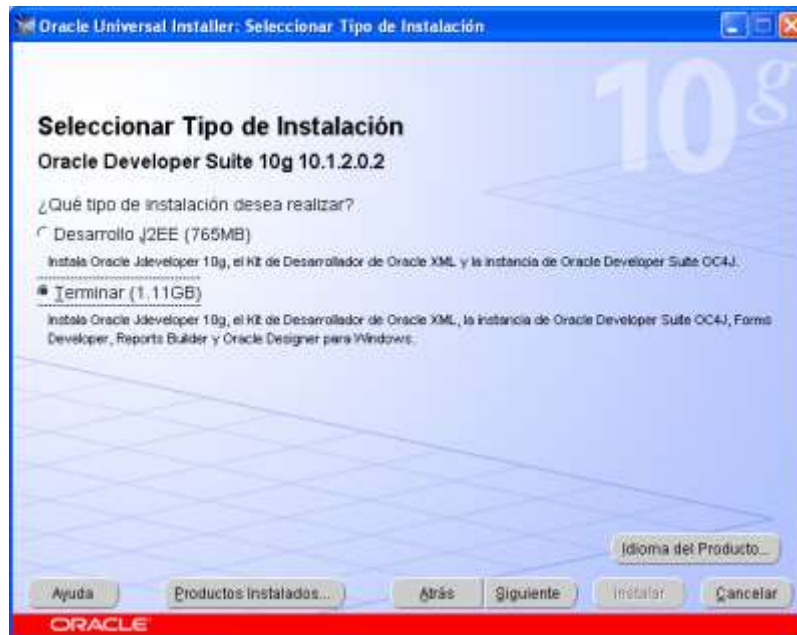 Oracle Universal Installer: Seleccionar Tipo de Instalación
10g
Seleccionar Tipo de Instalación
Oracle Developer Suite 10g 10.1.2.0.2
¿Qué tipo de instalación desea realizar?
Desarrollo J2EE (765MB)
Instala Oracle Jdeveloper 10g, el Kit de Desarrollador de Oracle XML y la instancia de Oracle Developer Suite OC4J.
Terminar (1.11GB)
Instala Oracle Jdeveloper 10g, el Kit de Desarrollador de Oracle XML, la instancia de Oracle Developer Suite OC4J, Forms
Developer, Reports Builder y Oracle Designer para Windows.
Idioma del Producto...
Ayuda Productos Instalados... Atrás Siguiente Instalar Cancelar
ORACLE